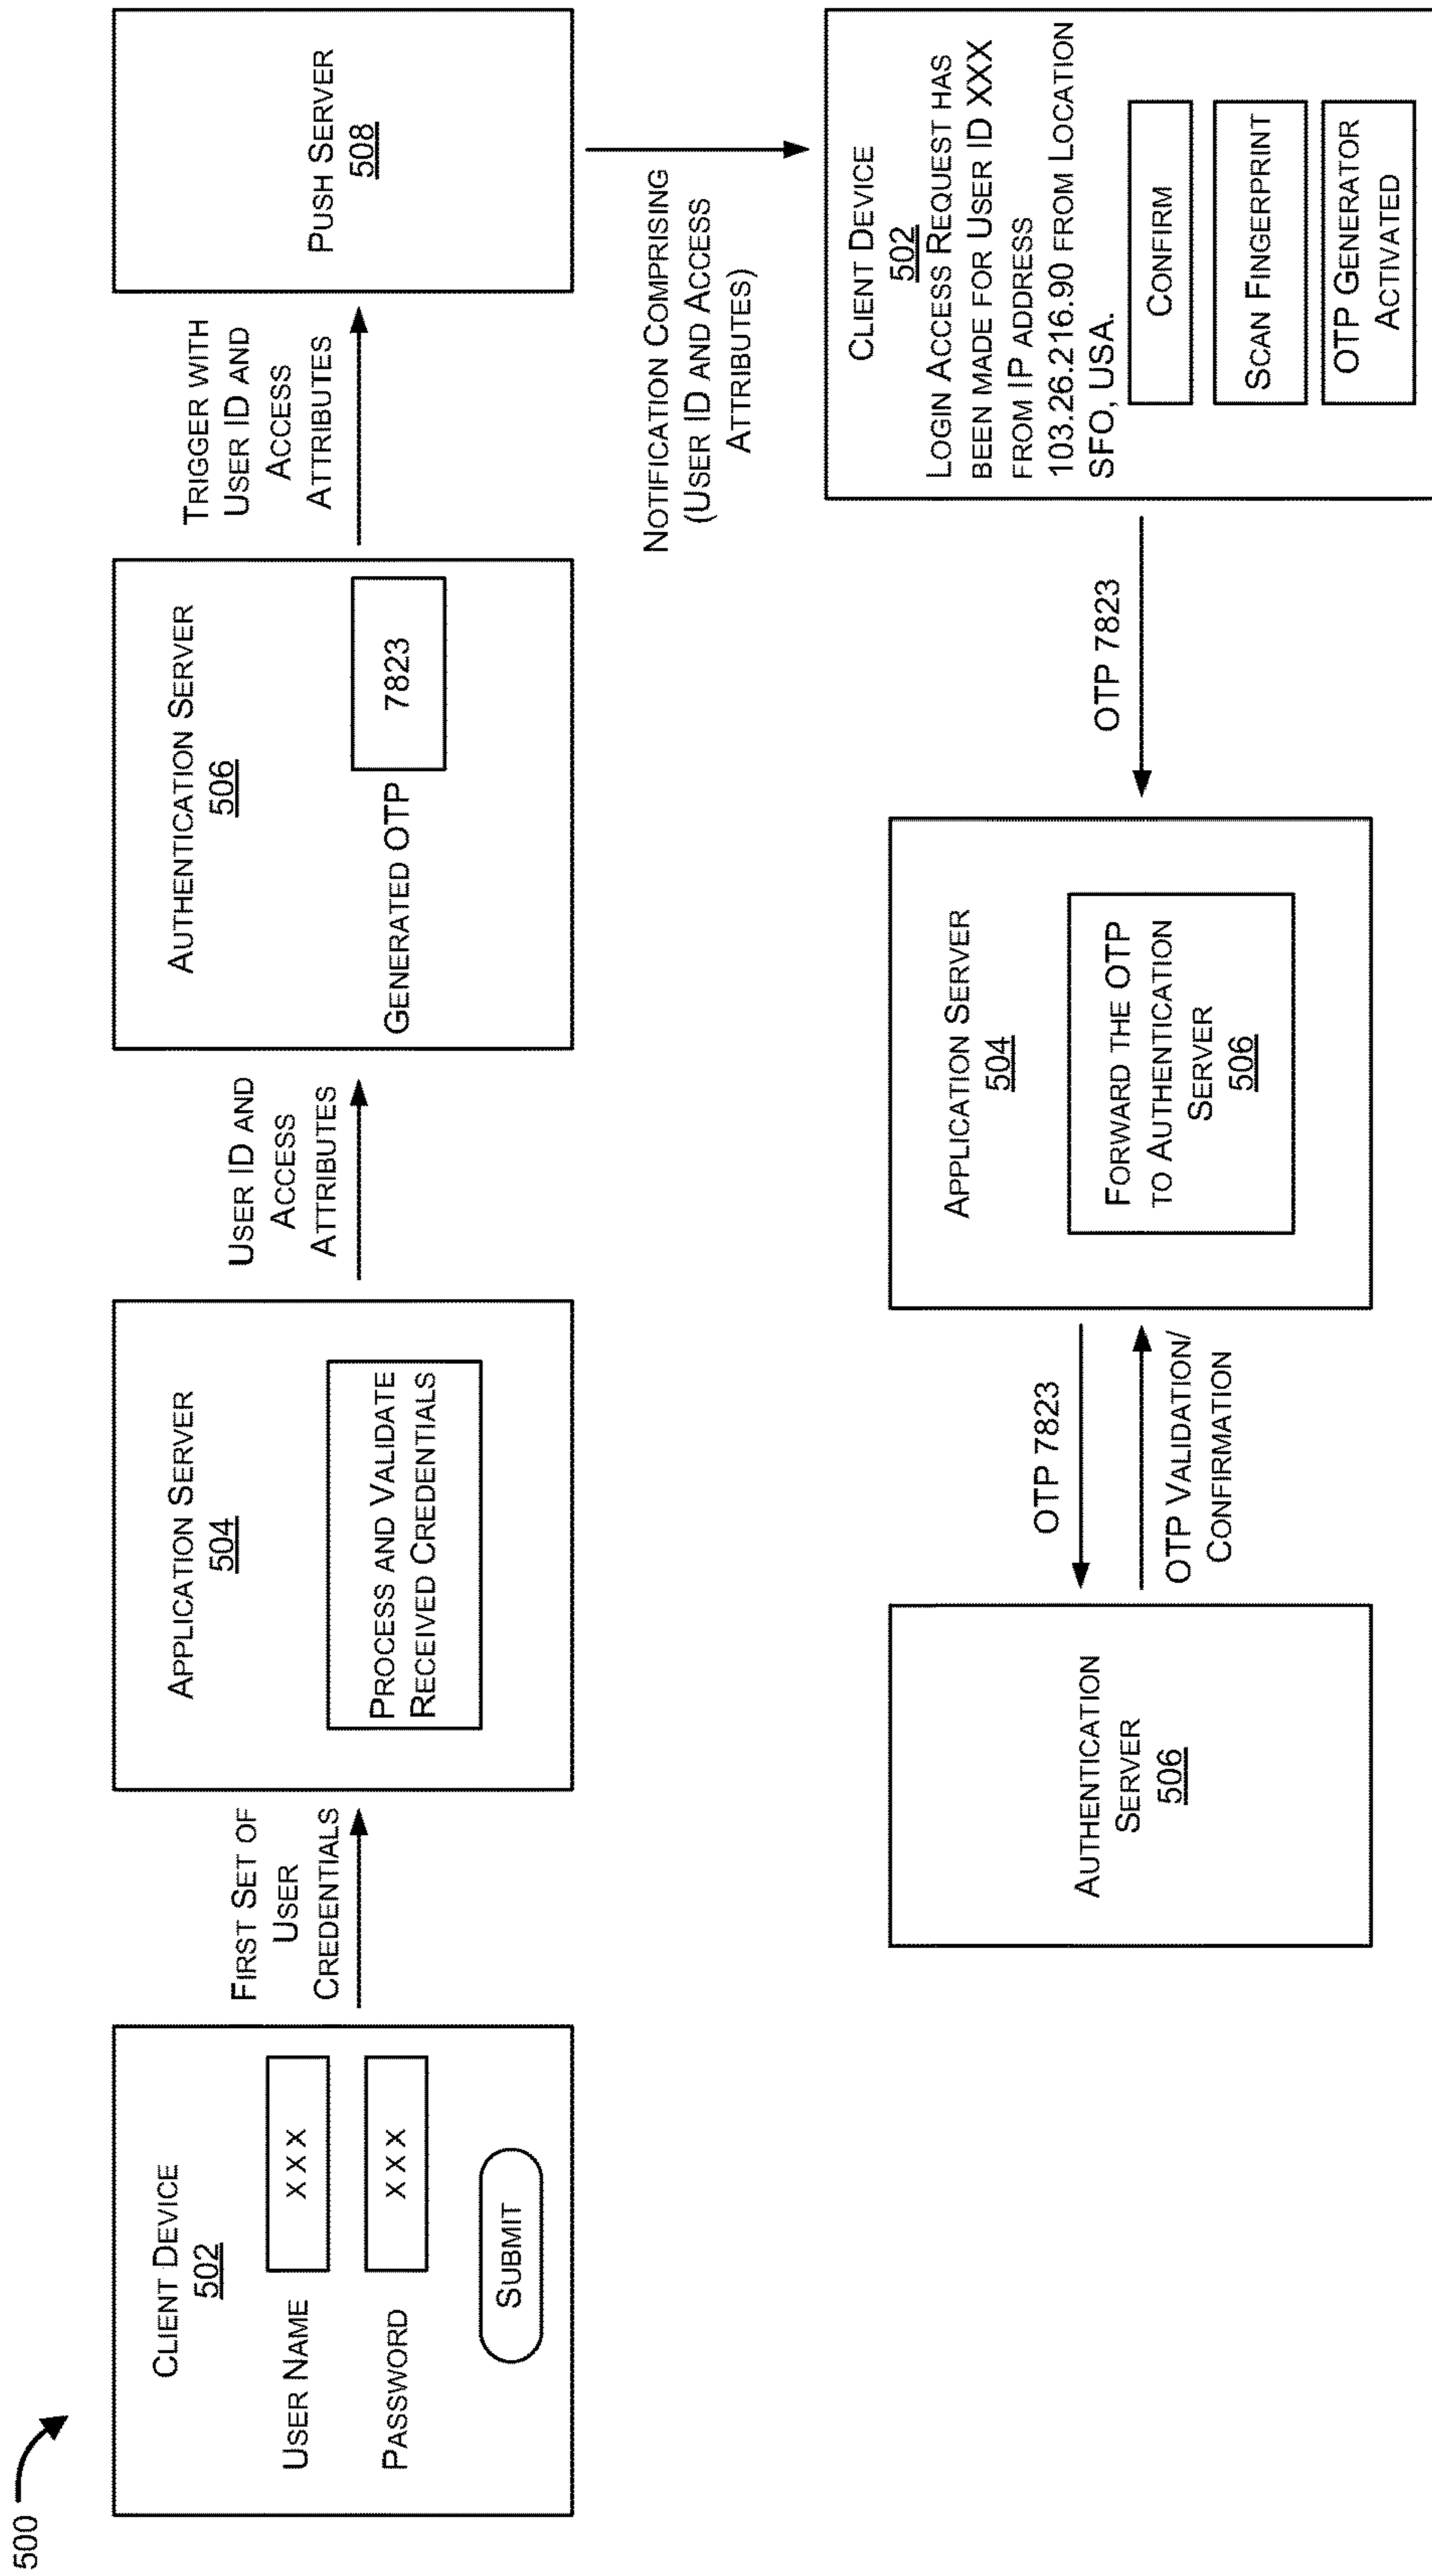 500
CLIENT DEVICE
502
USER NAME
X X X
PASSWORD
X X X
SUBMIT
FIRST SET OF
USER
CREDENTIALS
APPLICATION SERVER
504
PROCESS AND VALIDATE
RECEIVED CREDENTIALS
USER ID AND
ACCESS
ATTRIBUTES
AUTHENTICATION SERVER
506
GENERATED OTP
7823
TRIGGER WITH
USER ID AND
ACCESS
ATTRIBUTES
PUSH SERVER
508
NOTIFICATION COMPRISING
(USER ID AND ACCESS
ATTRIBUTES)
CLIENT DEVICE
502
LOGIN ACCESS REQUEST HAS
BEEN MADE FOR USER ID XXX
FROM IP ADDRESS
103.26.216.90 FROM LOCATION
SFO, USA.
CONFIRM
SCAN FINGERPRINT
OTP GENERATOR
ACTIVATED
OTP 7823
APPLICATION SERVER
504
FORWARD THE OTP
TO AUTHENTICATION
SERVER
506
OTP 7823
OTP VALIDATION/
CONFIRMATION
AUTHENTICATION
SERVER
506